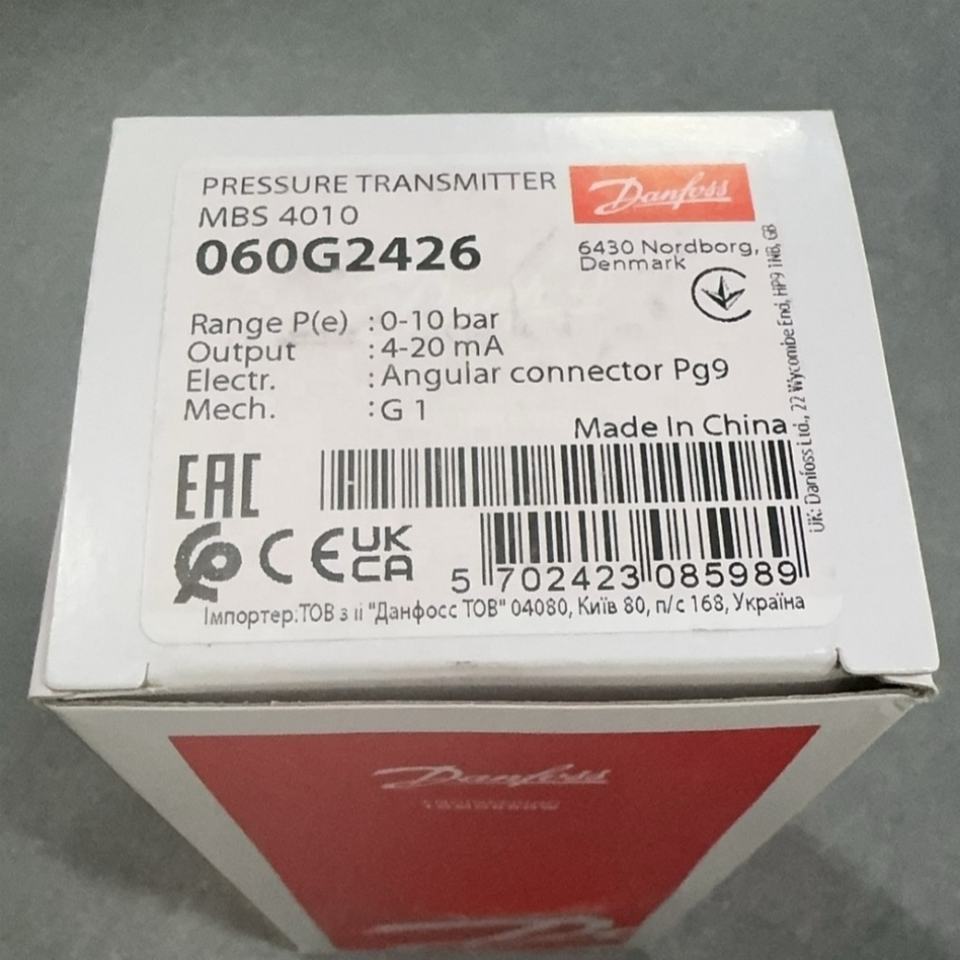 PRESSURE TRANSMITTER
MBS 4010
060G2426
Danfoss
6430 Nordborg,
Denmark
Range P(e) :0-10 bar
Output :4-20 mA
Electr. :Angular connector Pg9
Mech. :G 1
Made In China
UK: Danfoss Ltd., 22 Wycombe End, HP9 1NB, GB
EAC
CE UK
CA
5 702423 085989
Імпортер:ТОВ з іі "Данфосс ТОВ" 04080, Київ 80, п/с 168, Україна
Danfoss